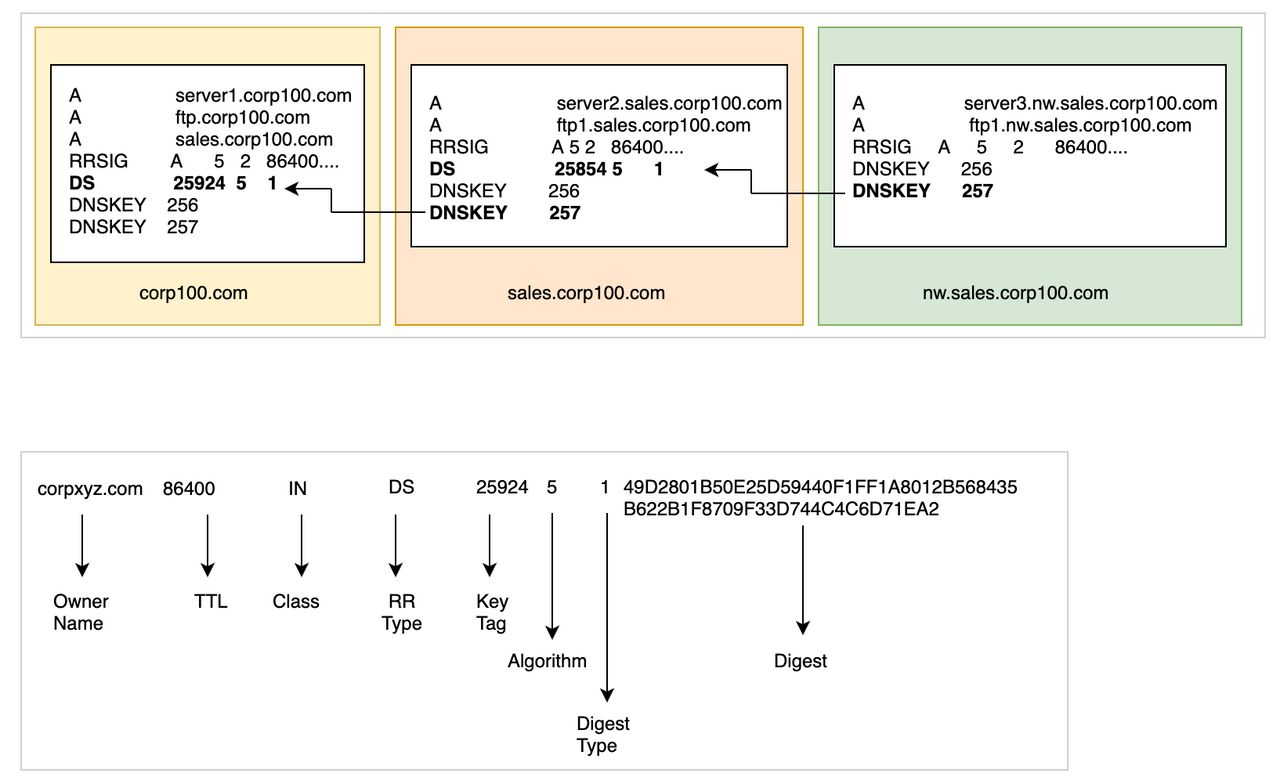 A server1.corp100.com
A ftp.corp100.com
A sales.corp100.com
RRSIG A 5 2 86400....
DS 25924 5 1
DNSKEY 256
DNSKEY 257
corp100.com
A server2.sales.corp100.com
A ftp1.sales.corp100.com
RRSIG A 5 2 86400....
DS 25854 5 1
DNSKEY 256
DNSKEY 257
sales.corp100.com
A server3.nw.sales.corp100.com
A ftp1.nw.sales.corp100.com
RRSIG A 5 2 86400....
DNSKEY 256
DNSKEY 257
nw.sales.corp100.com
corpxyz.com 86400 IN DS 25924 5 1 49D2801B50E25D59440F1FF1A8012B568435
B622B1F8709F33D744C4C6D71EA2
Owner
Name
TTL
Class
RR
Type
Key
Tag
Algorithm
Digest
Type
Digest